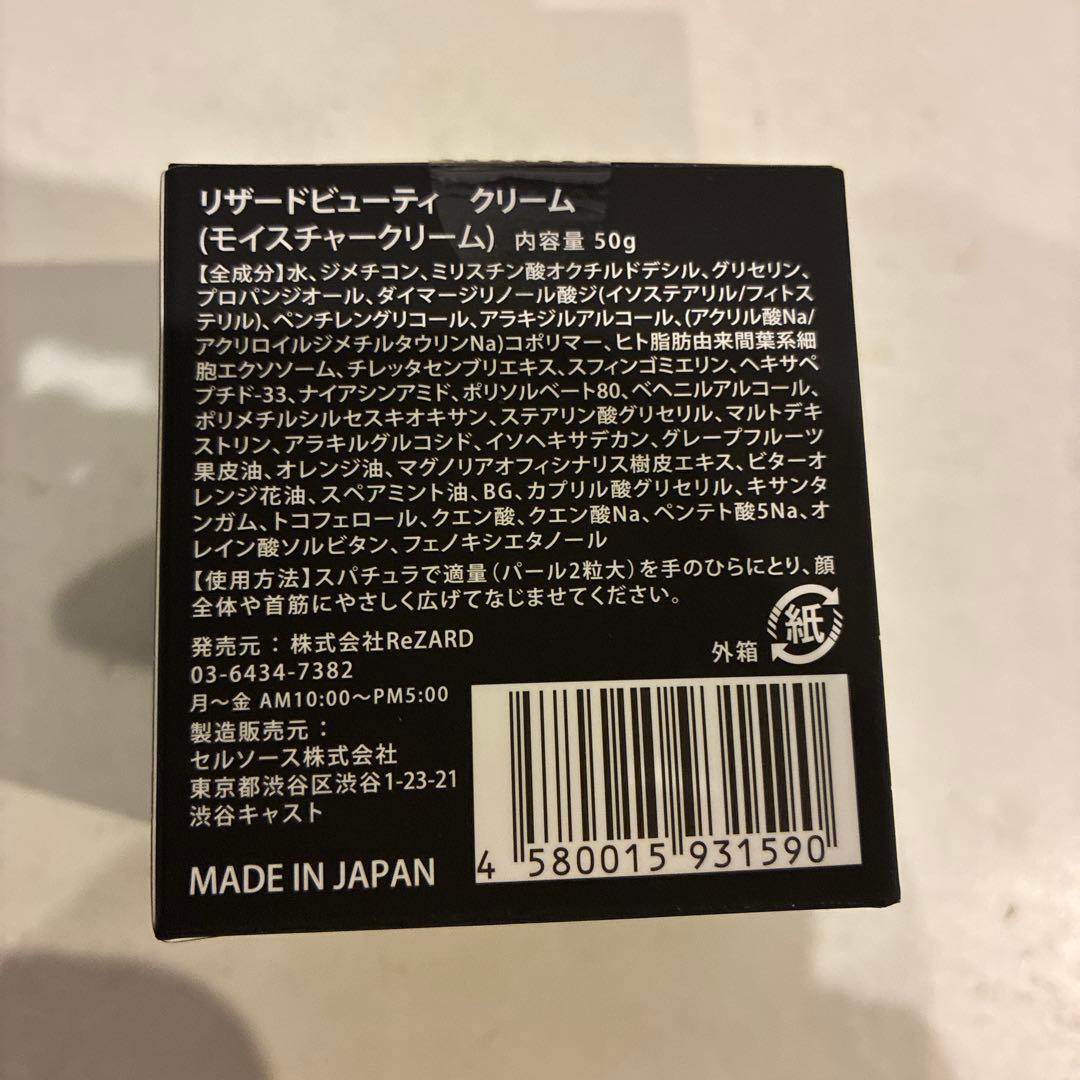 リザードビューティ　クリーム
(モイスチャークリーム) 内容量 50g
【全成分】水、ジメチコン、ミリスチン酸オクチルドデシル、グリセリン、
プロパンジオール、ダイマージリノール酸ジ(イソステアリル/フィトス
テリル)、ペンチレングリコール、アラキジルアルコール、(アクリル酸Na/
アクリロイルジメチルタウリンNa)コポリマー、ヒト脂肪由来間葉系細
胞エクソソーム、チレッタセンブリエキス、スフィンゴミエリン、ヘキサペ
プチド-33、ナイアシンアミド、ポリソルベート80、ベヘニルアルコール、
ポリメチルシルセスキオキサン、ステアリン酸グリセリル、マルトデキ
ストリン、アラキルグルコシド、イソヘキサデカン、グレープフルーツ
果皮油、オレンジ油、マグノリアオフィシナリス樹皮エキス、ビターオ
レンジ花油、スペアミント油、BG、カプリル酸グリセリル、キサンタ
ンガム、トコフェロール、クエン酸、クエン酸Na、ペンテト酸5Na、オ
レイン酸ソルビタン、フェノキシエタノール
【使用方法】スパチュラで適量(パール2粒大)を手のひらにとり、顔
全体や首筋にやさしく広げてなじませてください。
発売元：株式会社ReZARD
03-6434-7382
月～金 AM10:00～PM5:00
製造販売元：
セルソース株式会社
東京都渋谷区渋谷1-23-21
渋谷キャスト
MADE IN JAPAN
外箱 紙
4 580015 931590